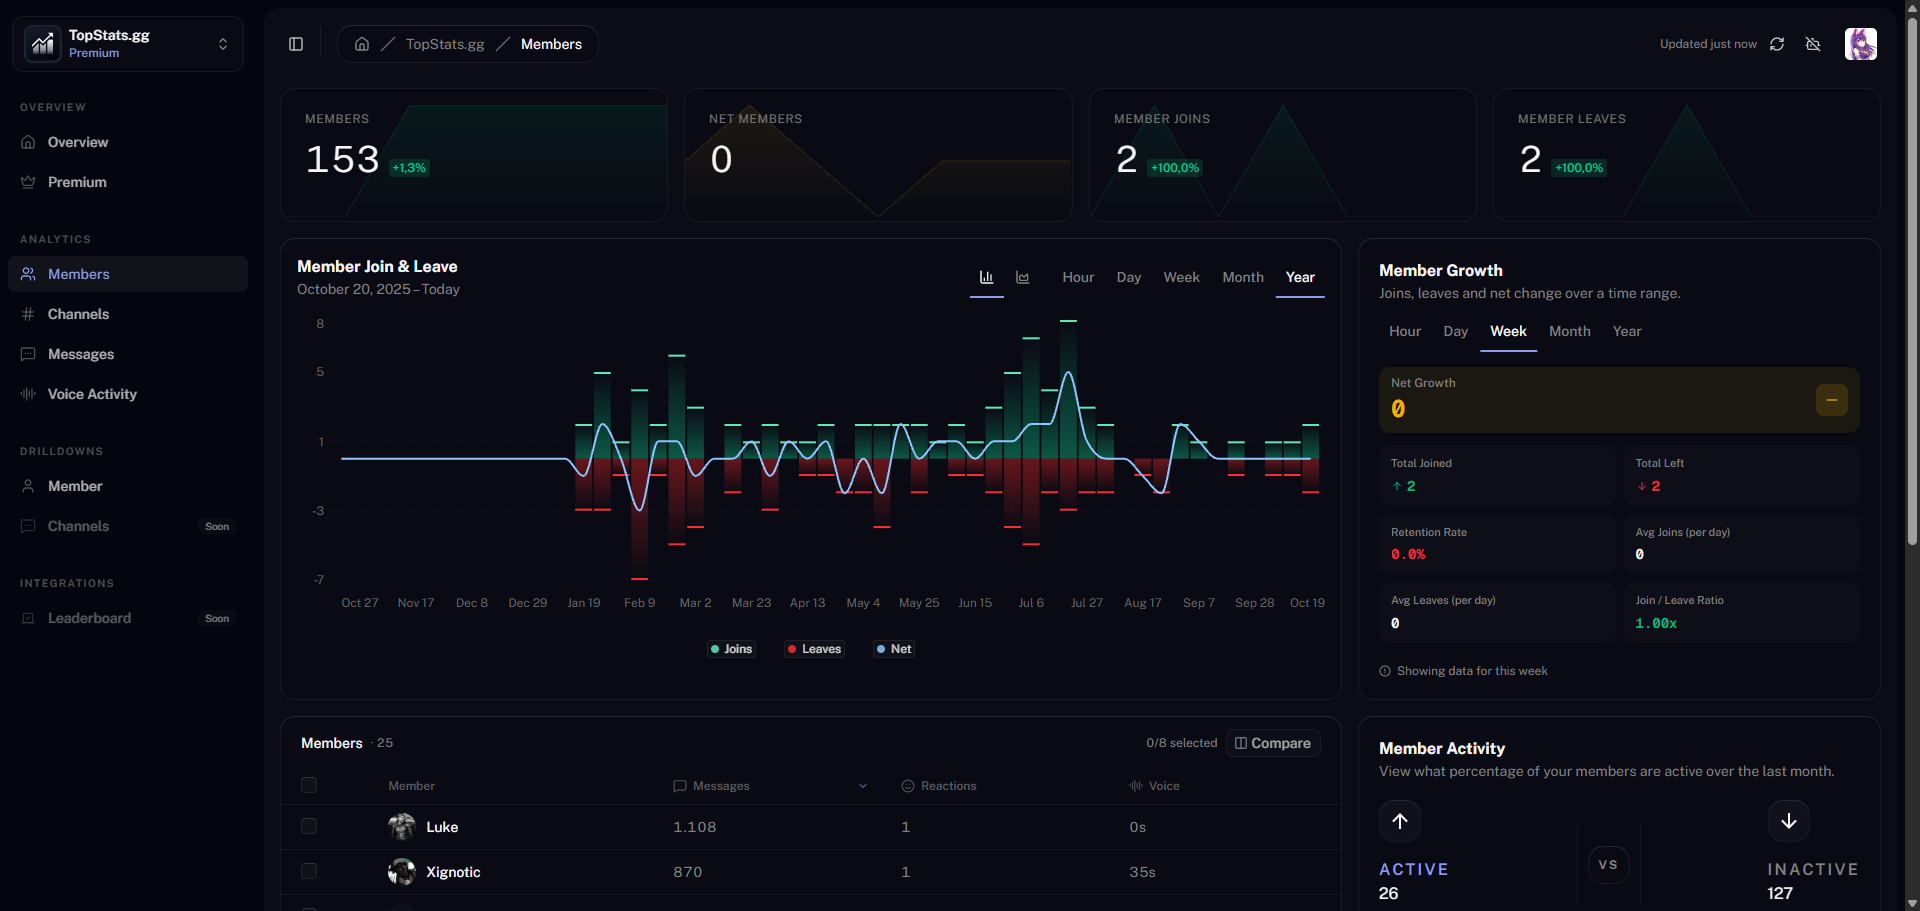 TopStats.gg
Premium
OVERVIEW
Overview
Premium
ANALYTICS
Members
Channels
Messages
Voice Activity
DRILLDOWNS
Member
Channels Soon
INTEGRATIONS
Leaderboard Soon
TopStats.gg Members
Updated just now
MEMBERS
153 +1,3%
NET MEMBERS
0
MEMBER JOINS
2 +100,0%
MEMBER LEAVES
2 +100,0%
Member Join & Leave
October 20, 2025 – Today
Hour Day Week Month Year
8
5
1
-3
-7
Oct 27 Nov 17 Dec 8 Dec 29 Jan 19 Feb 9 Mar 2 Mar 23 Apr 13 May 4 May 25 Jun 15 Jul 6 Jul 27 Aug 17 Sep 7 Sep 28 Oct 19
Joins Leaves Net
Member Growth
Joins, leaves and net change over a time range.
Hour Day Week Month Year
Net Growth
0
Total Joined
↑ 2
Total Left
↓ 2
Retention Rate
0.0%
Avg Joins (per day)
0
Avg Leaves (per day)
0
Join / Leave Ratio
1.00x
Showing data for this week
Members · 25
0/8 selected Compare
Member Messages Reactions Voice
Luke 1.108 1 0s
Xignotic 870 1 35s
Member Activity
View what percentage of your members are active over the last month.
ACTIVE
26
VS
INACTIVE
127